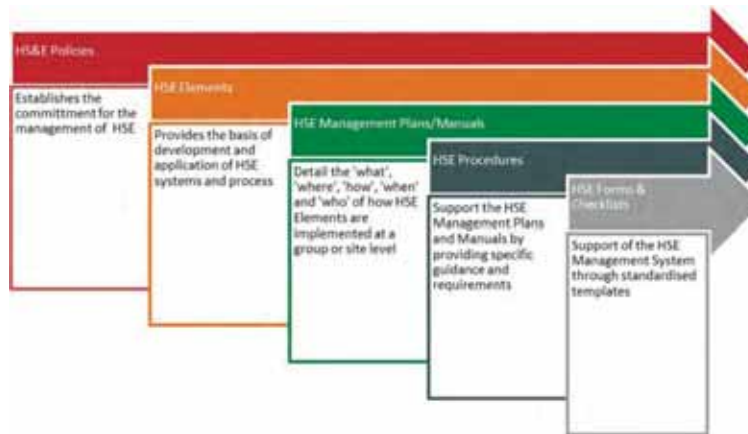 HS&E Policies
Establishes the
committment for the
management of HSE
HSE Elements
Provides the basis of
development and
application of HSE
systems and process
HSE Management Plans/Manuals
Detail the 'what',
'where', 'how', 'when'
and 'who' of how HSE
Elements are
implemented at a
group or site level
HSE Procedures
Support the HSE
Management Plans
and Manuals by
providing specific
guidance and
requirements
HSE Forms &
Checklists
Support of the HSE
Management System
through standardised
templates